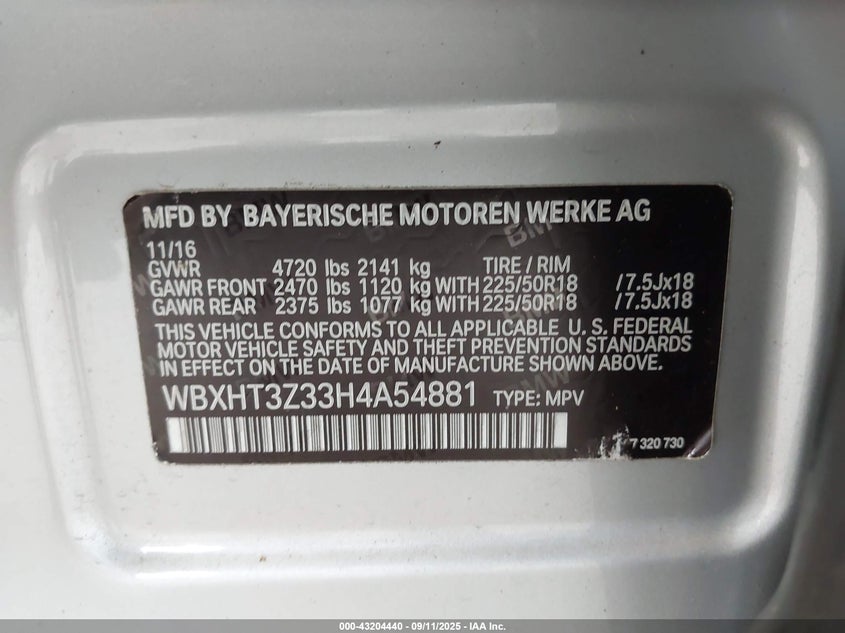 MFD BY BAYERISCHE MOTOREN WERKE AG
11/16
GVWR 4720 lbs 2141 kg TIRE / RIM
GAWR FRONT 2470 lbs 1120 kg WITH 225/50R18 /7.5Jx18
GAWR REAR 2375 lbs 1077 kg WITH 225/50R18 /7.5Jx18
THIS VEHICLE CONFORMS TO ALL APPLICABLE U. S. FEDERAL
MOTOR VEHICLE SAFETY AND THEFT PREVENTION STANDARDS
IN EFFECT ON THE DATE OF MANUFACTURE SHOWN ABOVE.
WBXHT3Z33H4A54881 TYPE: MPV
7 320 730
000-43204440 - 09/11/2025 - IAA Inc.